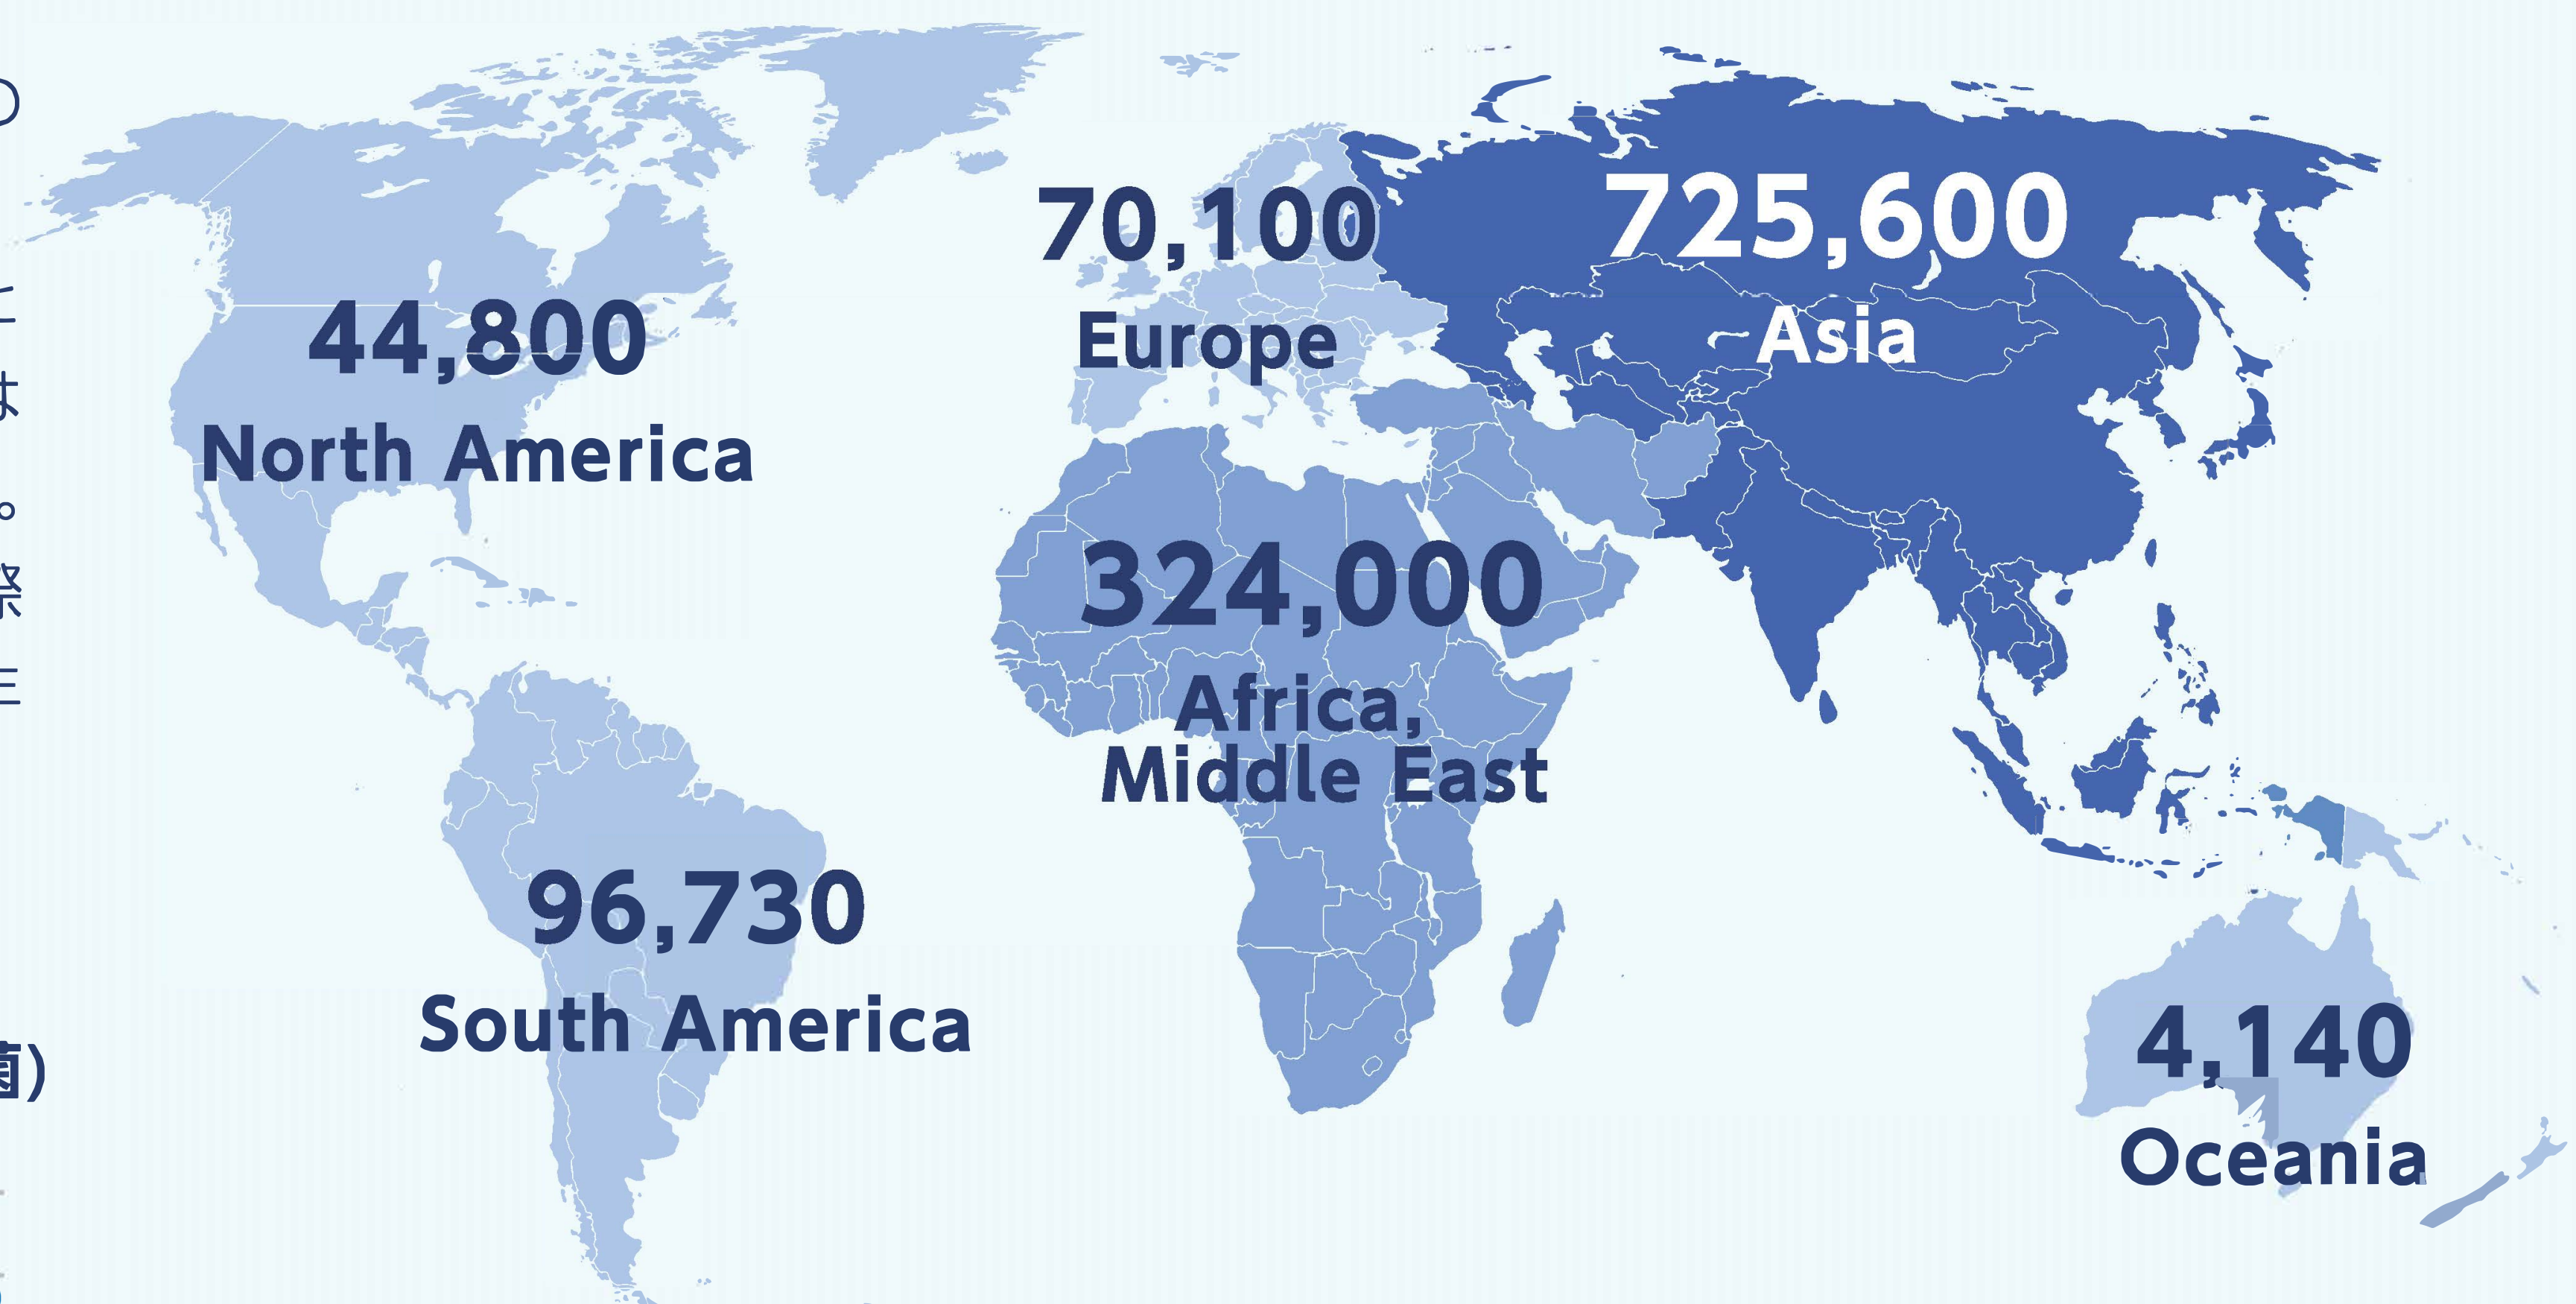 44,800
North America
70,100
Europe
725,600
Asia
324,000
Africa,
Middle East
96,730
South America
4,140
Oceania